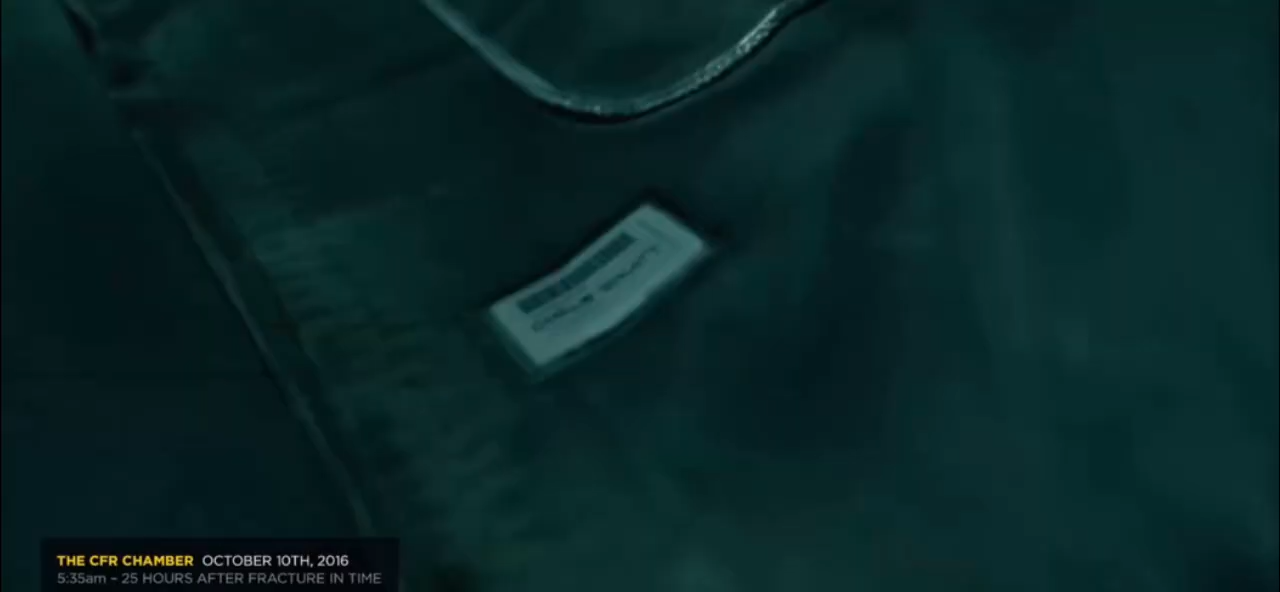 THE CFR CHAMBER OCTOBER 10TH, 2016
5:35am – 25 HOURS AFTER FRACTURE IN TIME